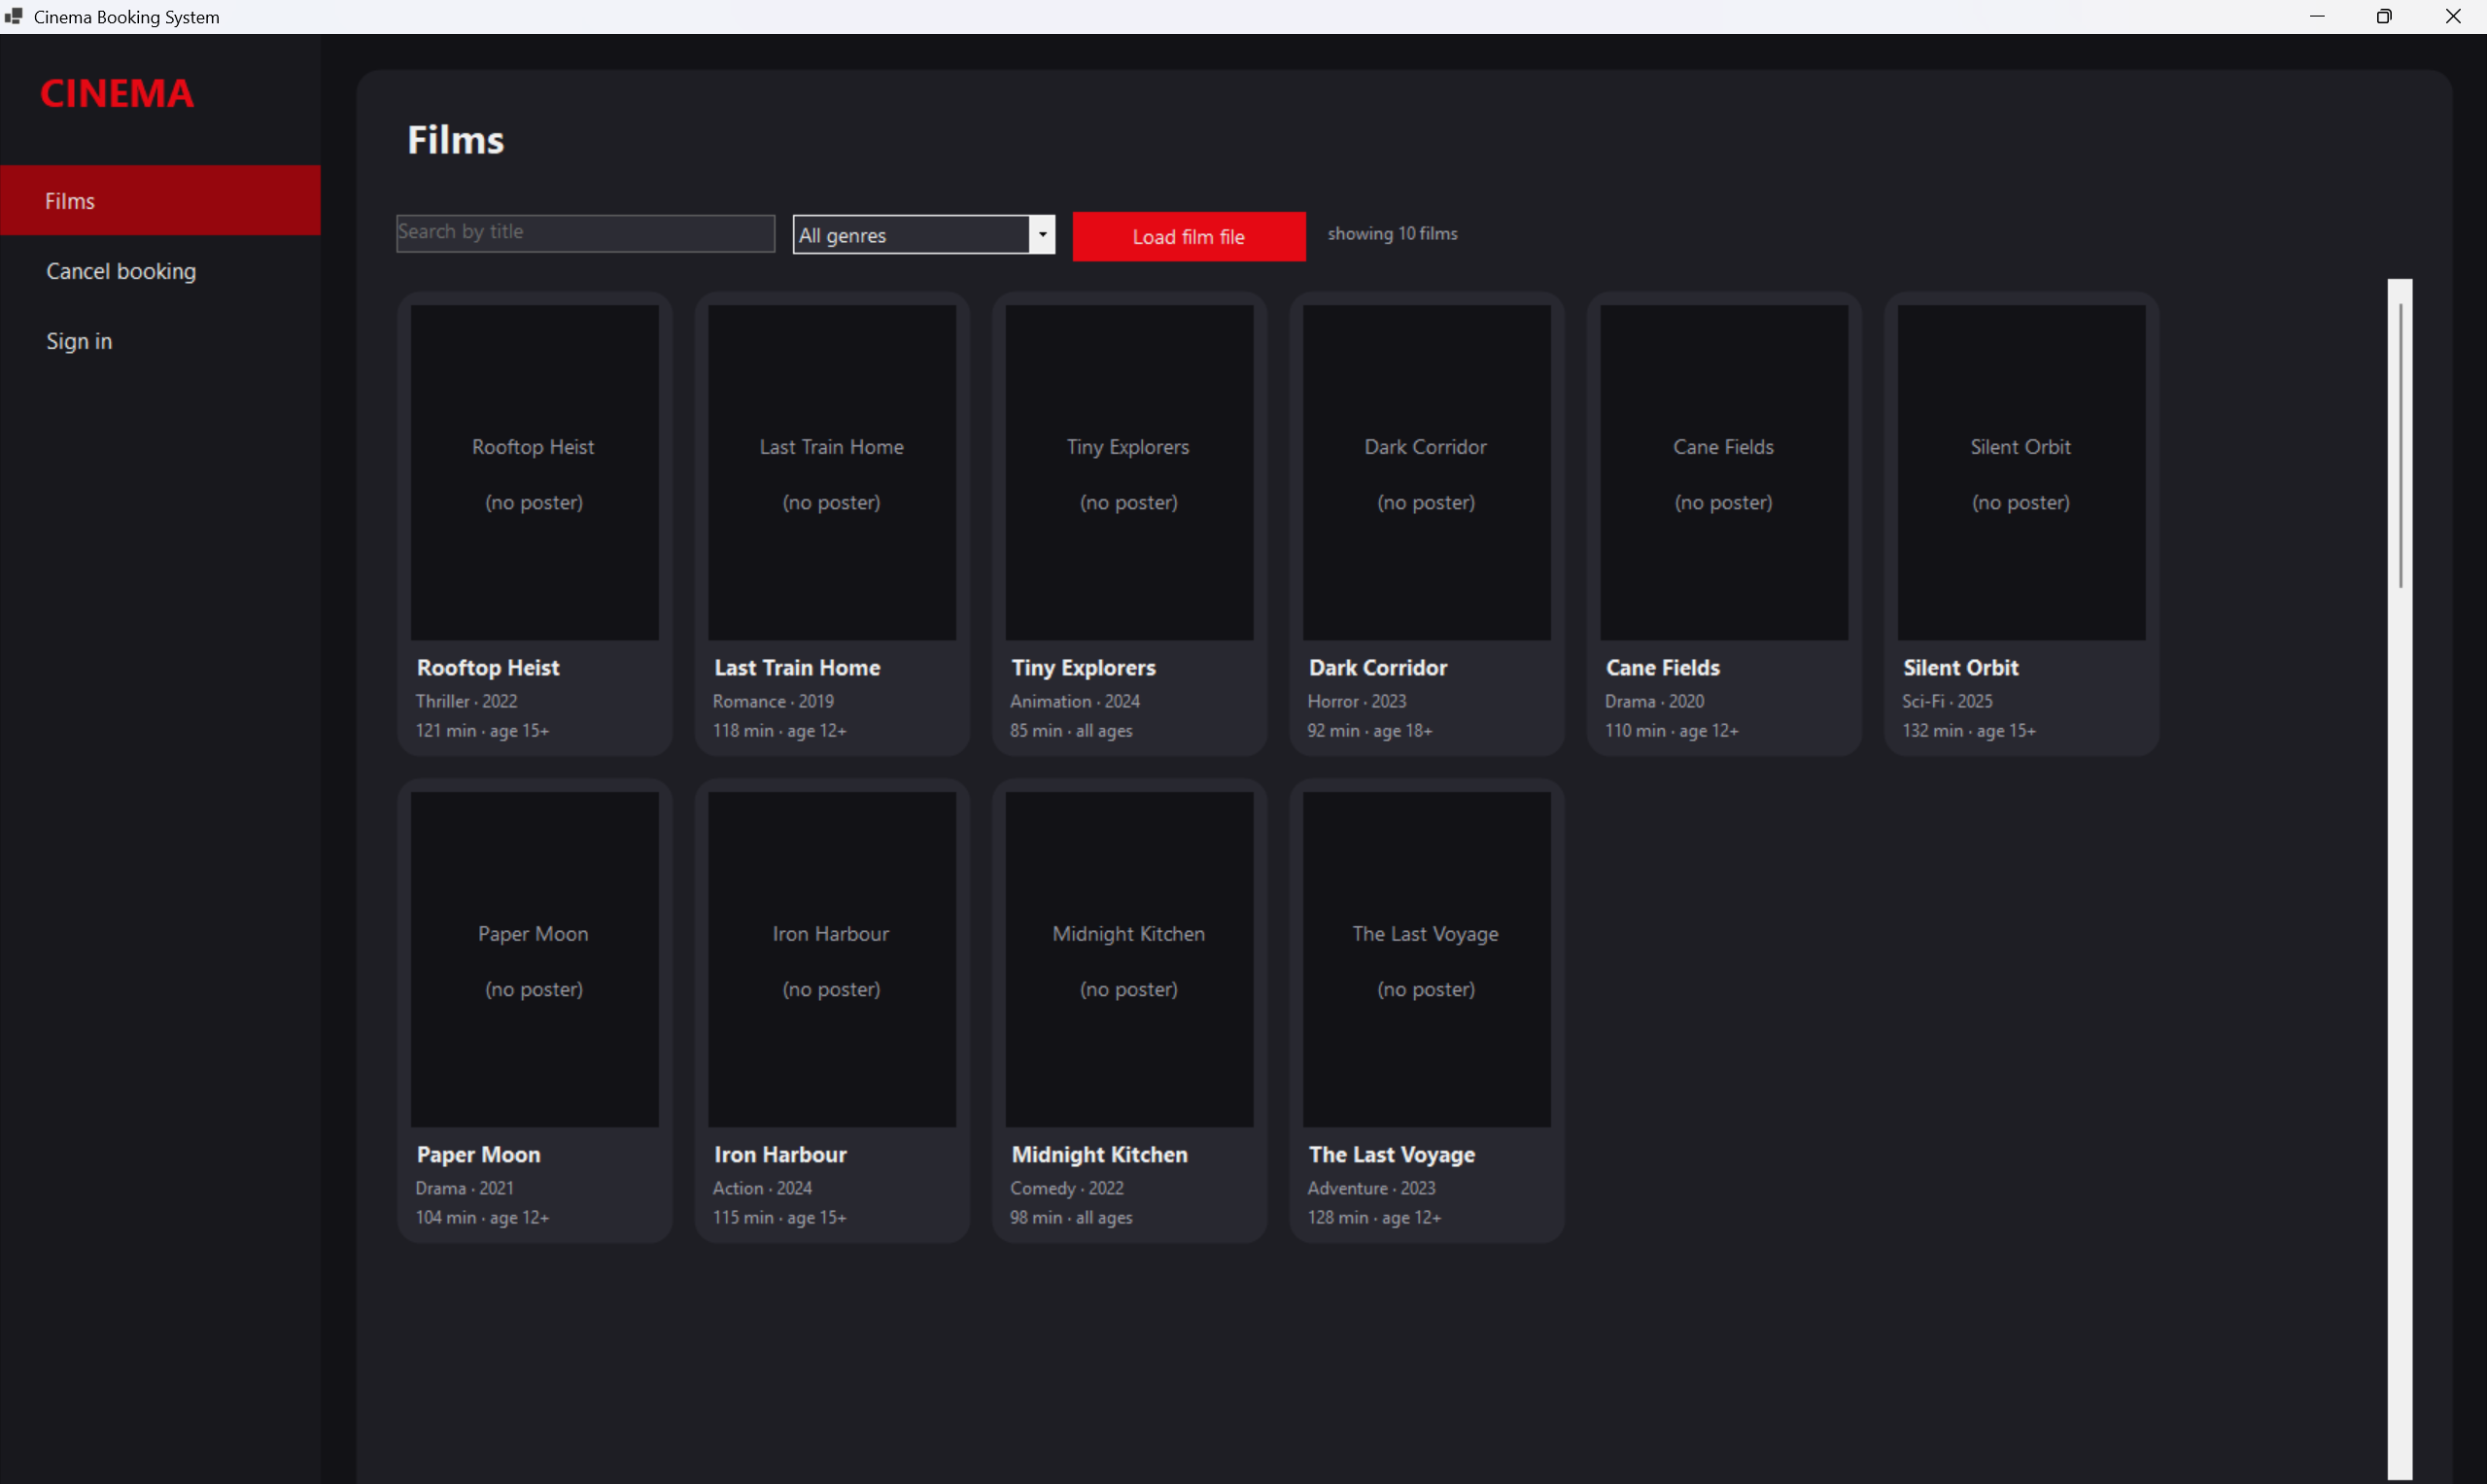 Cinema Booking System
CINEMA
Films
Cancel booking
Sign in
Films
Search by title
All genres
Load film file
showing 10 films
Rooftop Heist
(no poster)
Rooftop Heist
Thriller · 2022
121 min · age 15+
Last Train Home
(no poster)
Last Train Home
Romance · 2019
118 min · age 12+
Tiny Explorers
(no poster)
Tiny Explorers
Animation · 2024
85 min · all ages
Dark Corridor
(no poster)
Dark Corridor
Horror · 2023
92 min · age 18+
Cane Fields
(no poster)
Cane Fields
Drama · 2020
110 min · age 12+
Silent Orbit
(no poster)
Silent Orbit
Sci-Fi · 2025
132 min · age 15+
Paper Moon
(no poster)
Paper Moon
Drama · 2021
104 min · age 12+
Iron Harbour
(no poster)
Iron Harbour
Action · 2024
115 min · age 15+
Midnight Kitchen
(no poster)
Midnight Kitchen
Comedy · 2022
98 min · all ages
The Last Voyage
(no poster)
The Last Voyage
Adventure · 2023
128 min · age 12+